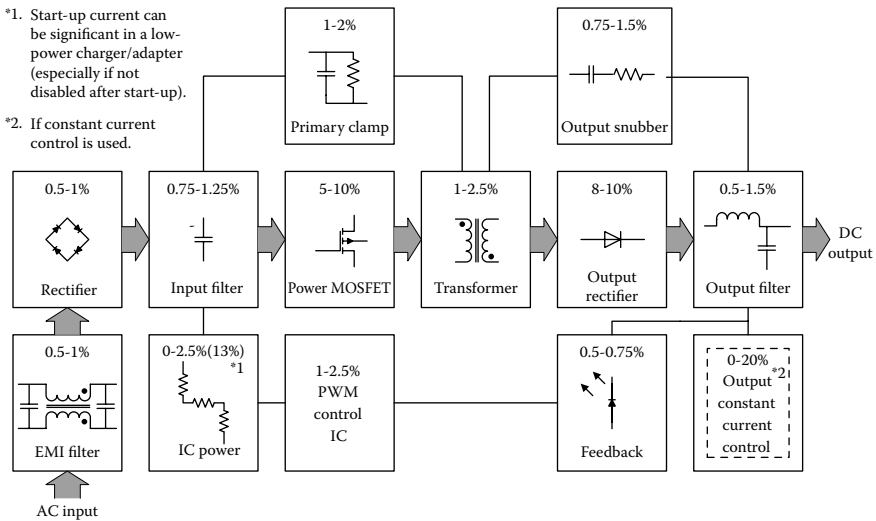 *1. Start-up current can
be significant in a low-
power charger/adapter
(especially if not
disabled after start-up).
*2. If constant current
control is used.
1-2%
Primary clamp
0.75-1.5%
Output snubber
0.5-1%
Rectifier
0.75-1.25%
Input filter
5-10%
Power MOSFET
1-2.5%
Transformer
8-10%
Output
rectifier
0.5-1.5%
Output filter
DC
output
0.5-1%
EMI filter
0-2.5%(13%)
*1
IC power
1-2.5%
PWM
control
IC
0.5-0.75%
Feedback
0-20%
Output *2
constant
current
control
AC input